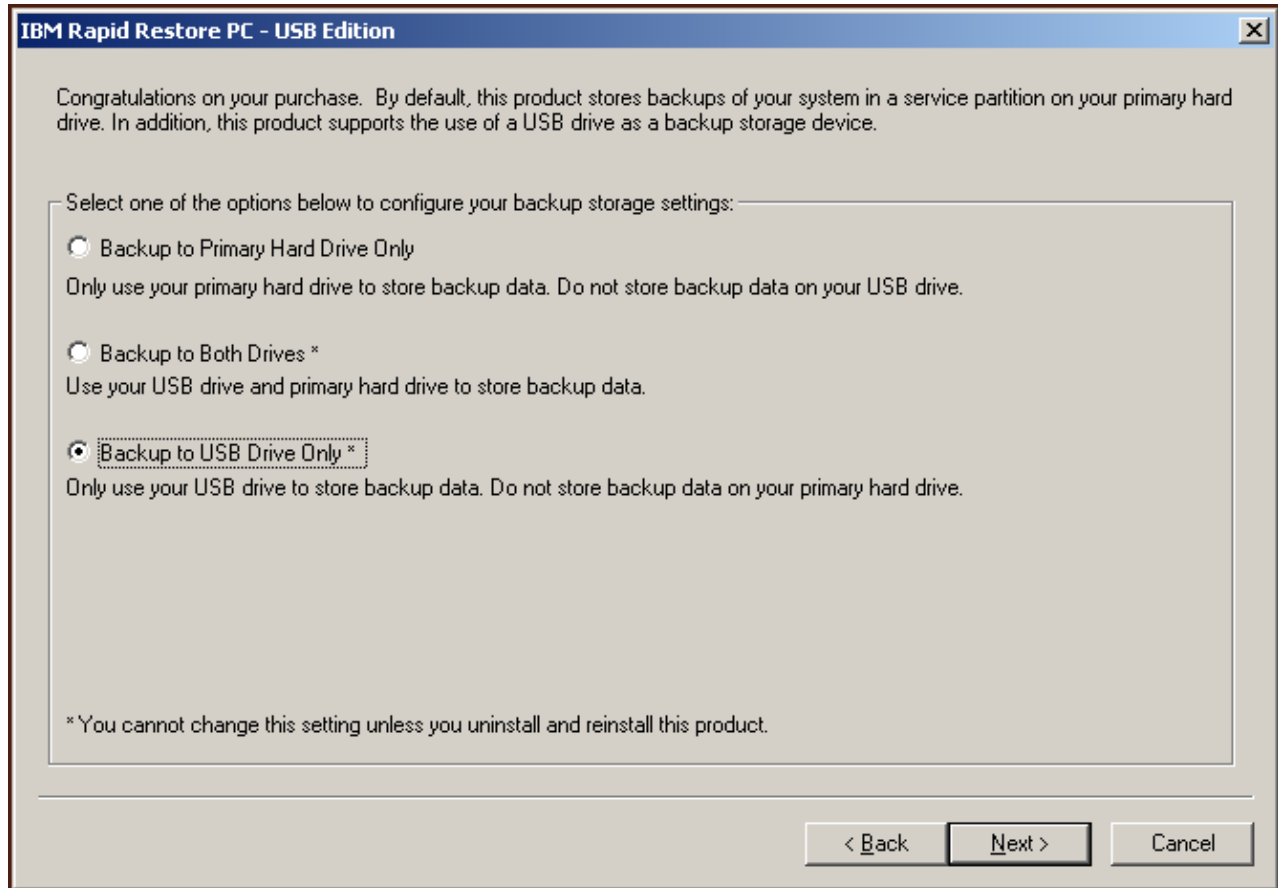 IBM Rapid Restore PC - USB Edition
Congratulations on your purchase.  By default, this product stores backups of your system in a service partition on your primary hard
drive. In addition, this product supports the use of a USB drive as a backup storage device.
Select one of the options below to configure your backup storage settings:
Backup to Primary Hard Drive Only
Only use your primary hard drive to store backup data. Do not store backup data on your USB drive.
Backup to Both Drives *
Use your USB drive and primary hard drive to store backup data.
Backup to USB Drive Only *
Only use your USB drive to store backup data. Do not store backup data on your primary hard drive.
* You cannot change this setting unless you uninstall and reinstall this product.
< Back Next > Cancel